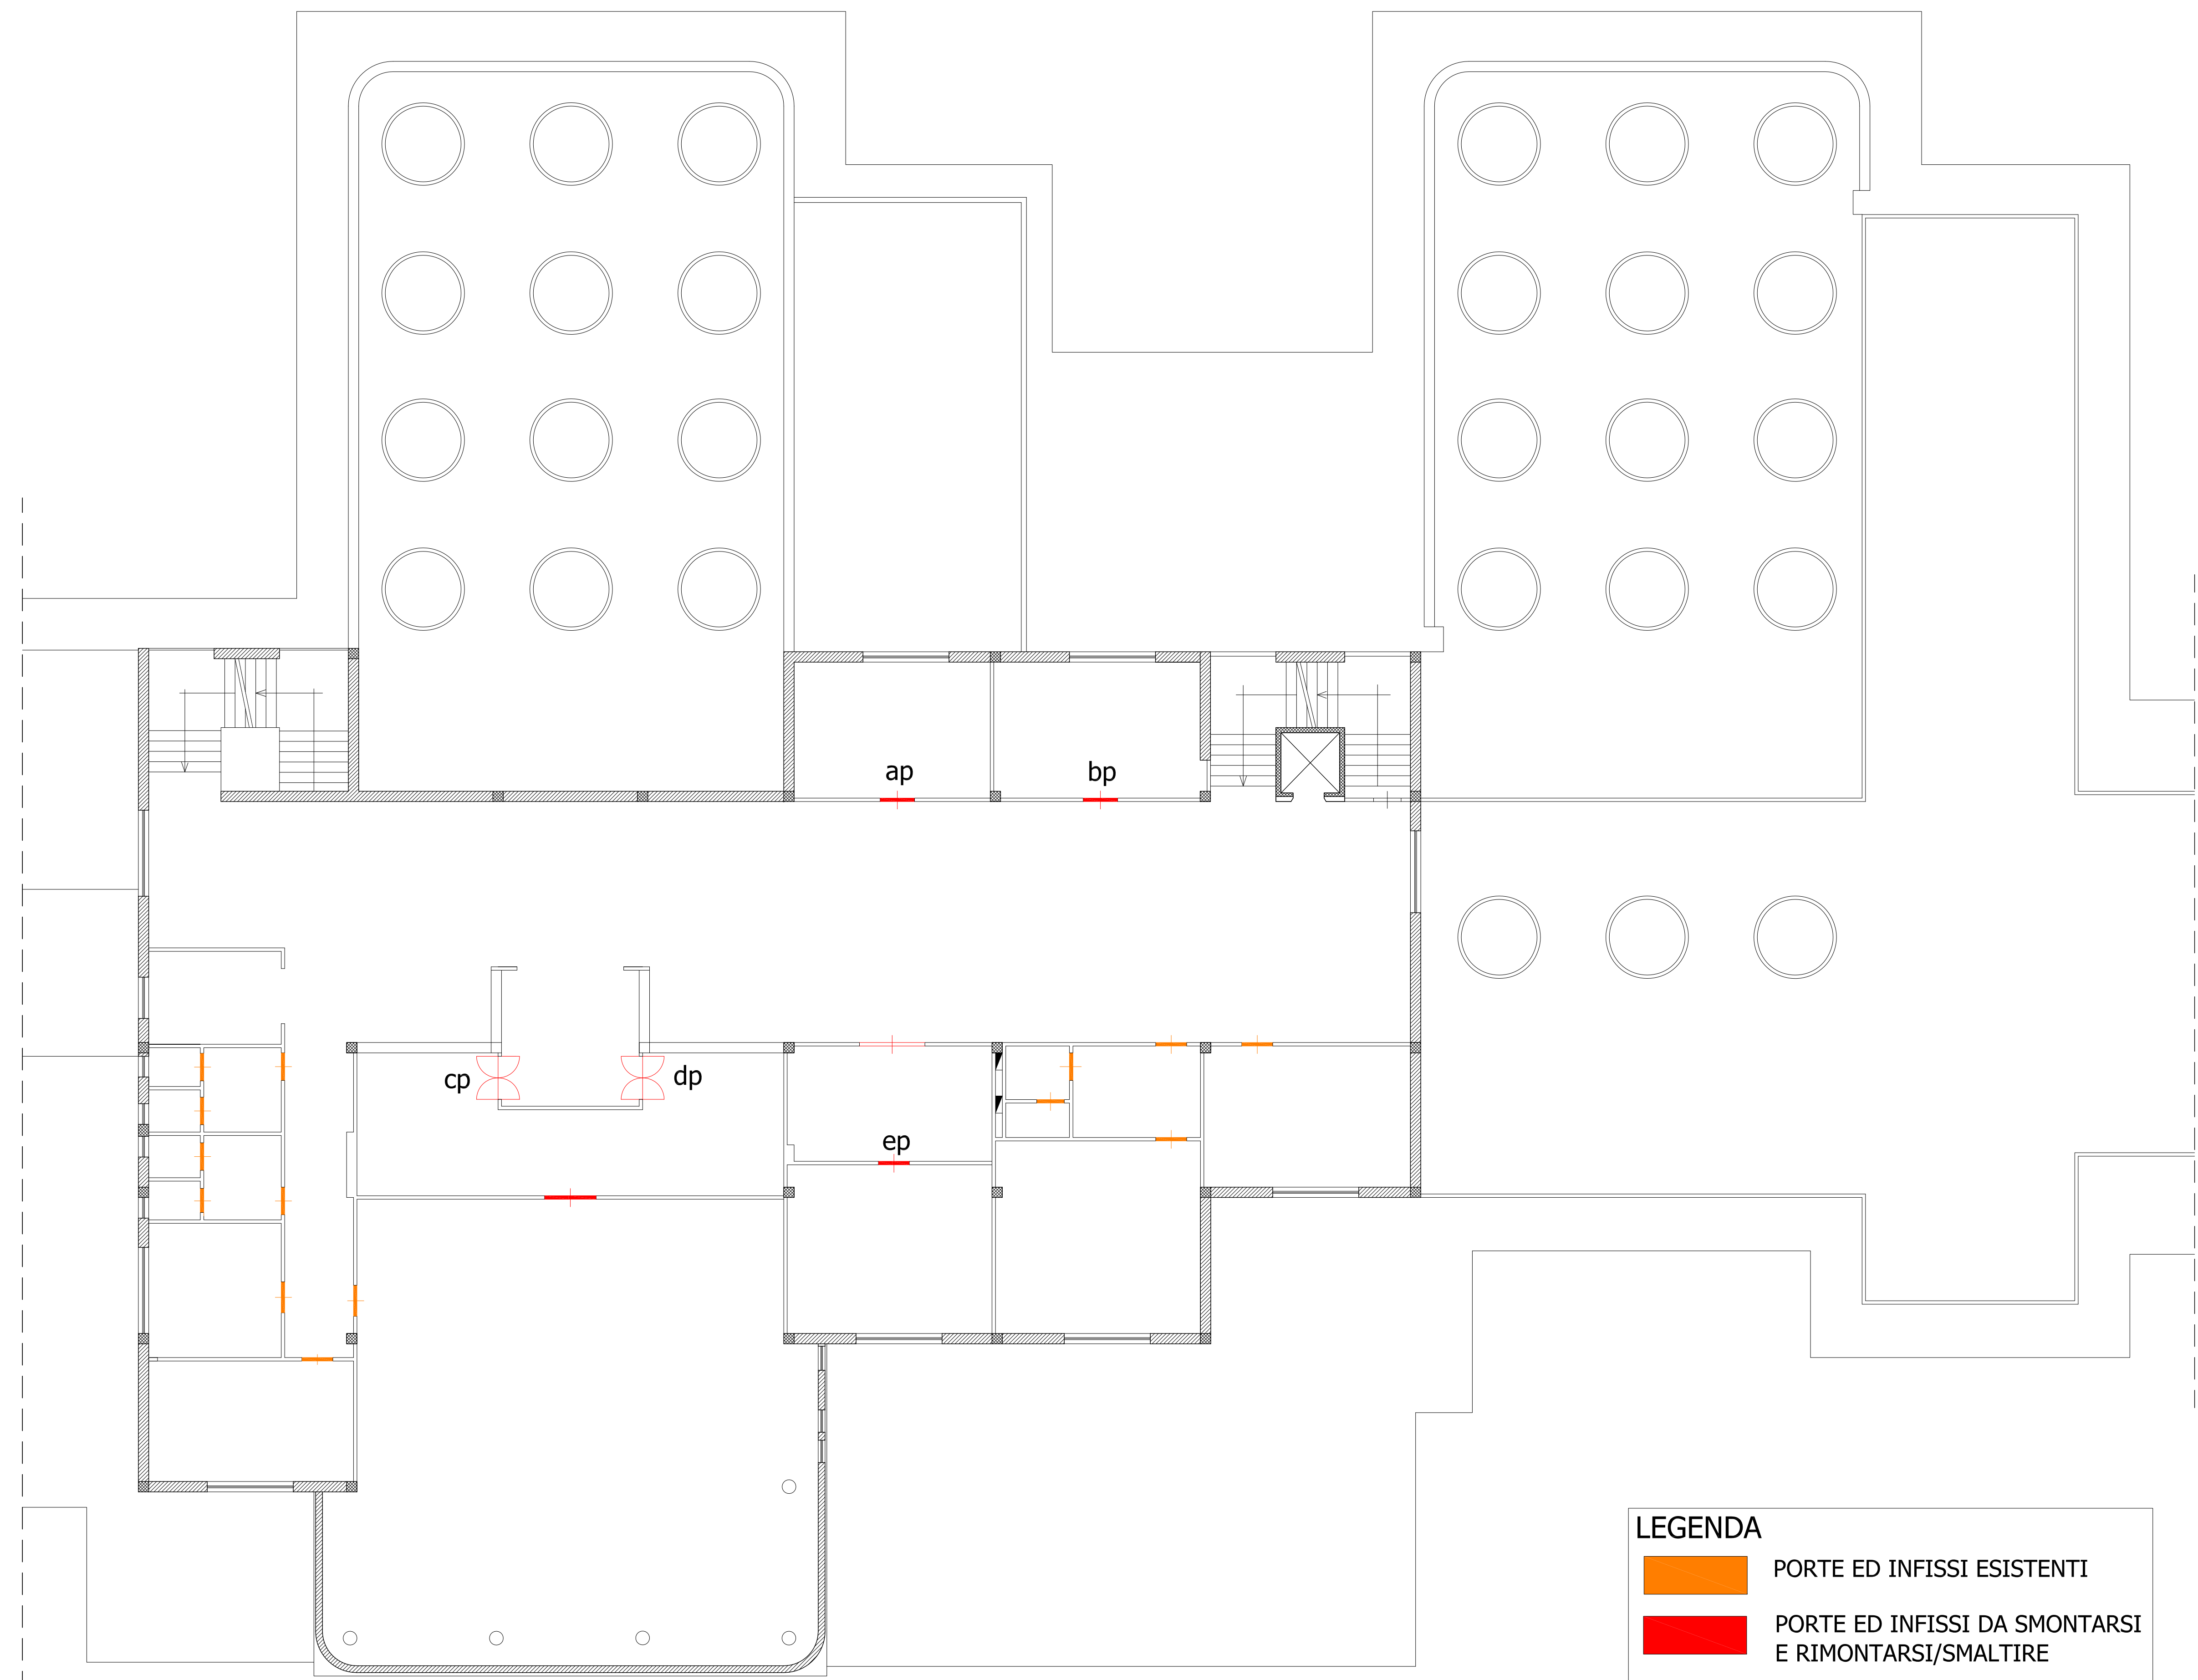 ap
bp
cp
dp
ep
LEGENDA
PORTE ED INFISSI ESISTENTI
PORTE ED INFISSI DA SMONTARSI
E RIMONTARSI/SMALTIRE